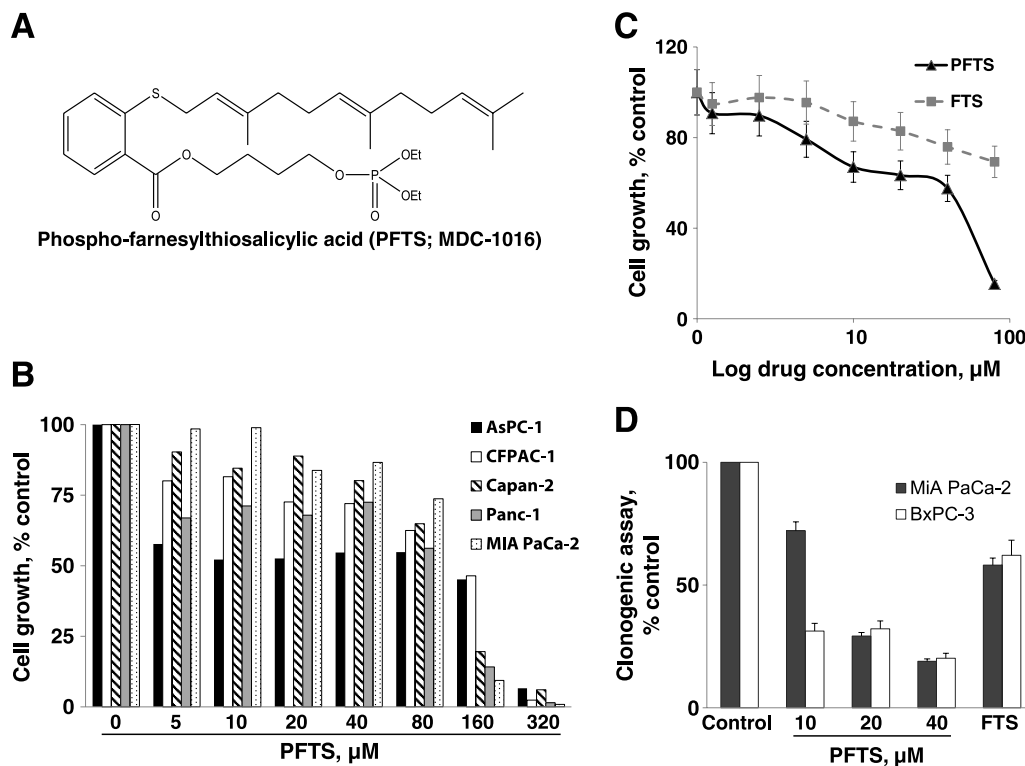 A
S
O
O
O
P
OEt
OEt
O
Phospho-farnesylthiosalicylic acid (PFTS; MDC-1016)
B
Cell growth, % control
100
75
50
25
0
AsPC-1
CFPAC-1
Capan-2
Panc-1
MIA PaCa-2
0 5 10 20 40 80 160 320
PFTS, µM
C
Cell growth, % control
120
80
40
0
PFTS
FTS
0 10 100
Log drug concentration, µM
D
Clonogenic assay,
% control
100
50
0
MiA PaCa-2
BxPC-3
Control 10 20 40 FTS
PFTS, µM